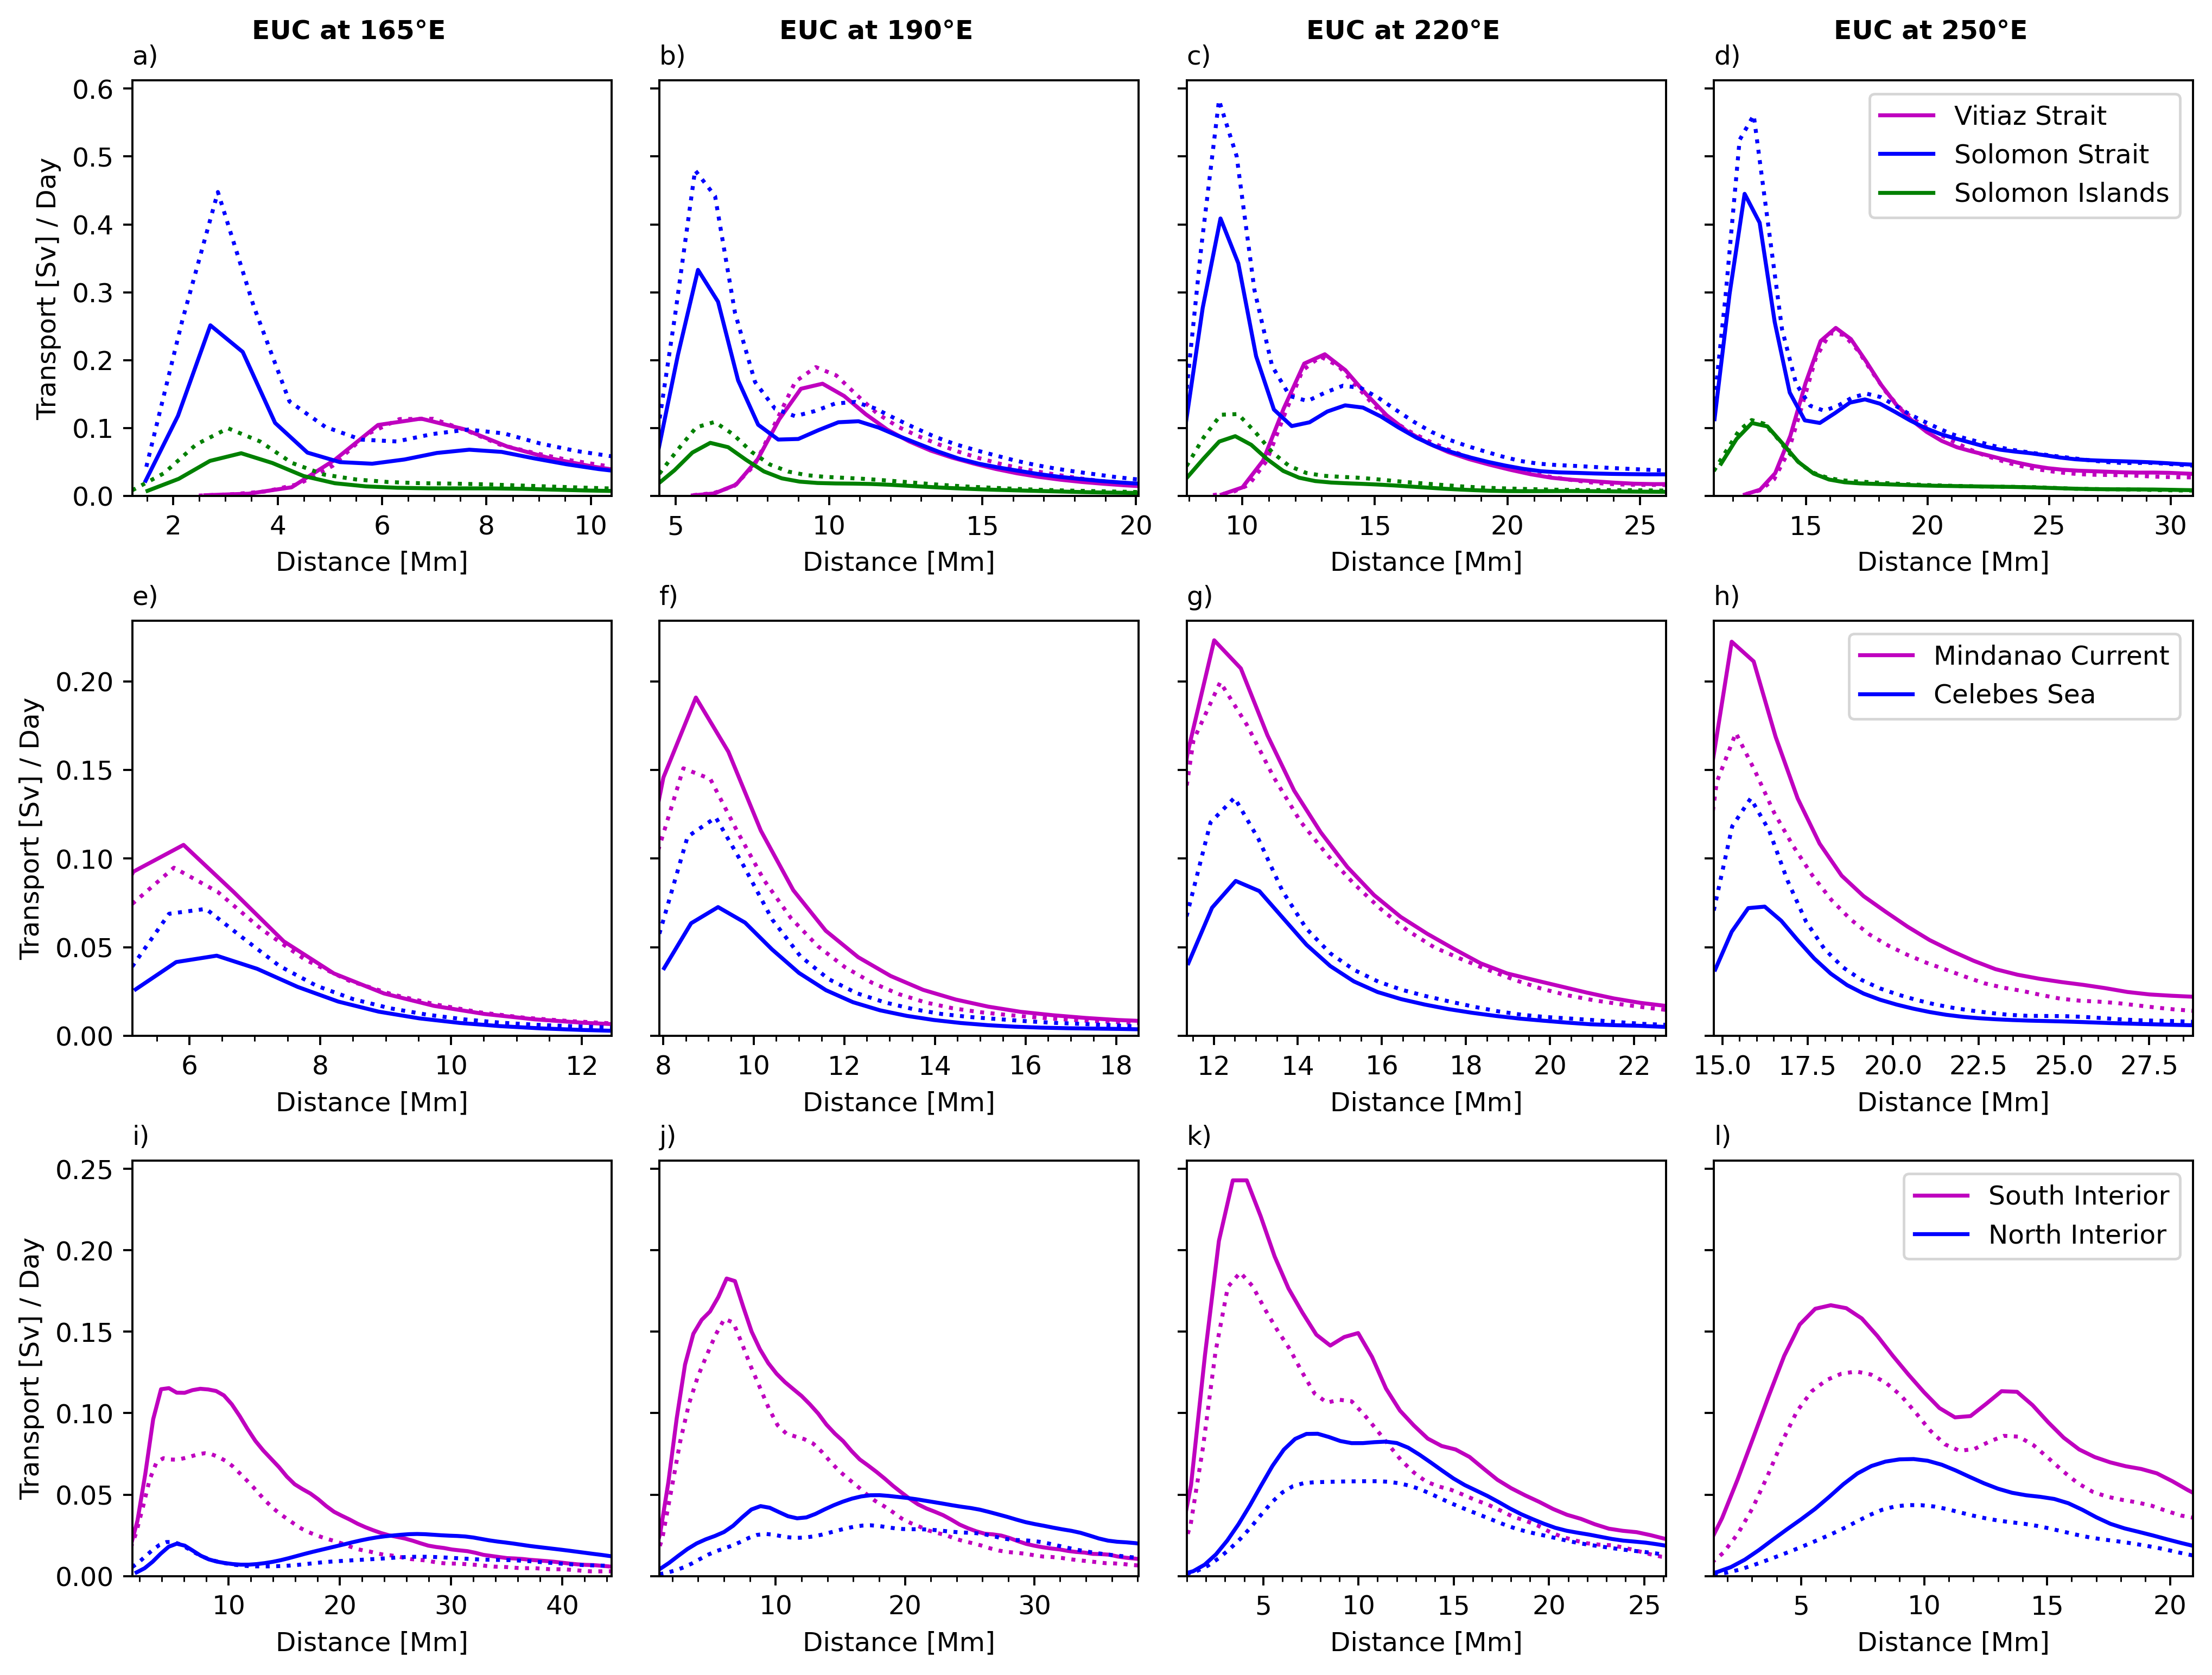 EUC at 165°E EUC at 190°E EUC at 220°E EUC at 250°E
a) b) c) d)
Transport [Sv] / Day
0.6
0.5
0.4
0.3
0.2
0.1
0.0
Vitiaz Strait
Solomon Strait
Solomon Islands
2 4 6 8 10 5 10 15 20 10 15 20 25 15 20 25 30
Distance [Mm] Distance [Mm] Distance [Mm] Distance [Mm]
e) f) g) h)
Transport [Sv] / Day
0.20
0.15
0.10
0.05
0.00
Mindanao Current
Celebes Sea
6 8 10 12 8 10 12 14 16 18 12 14 16 18 20 22 15.0 17.5 20.0 22.5 25.0 27.5
Distance [Mm] Distance [Mm] Distance [Mm] Distance [Mm]
i) j) k) l)
Transport [Sv] / Day
0.25
0.20
0.15
0.10
0.05
0.00
South Interior
North Interior
10 20 30 40 10 20 30 5 10 15 20 25 5 10 15 20
Distance [Mm] Distance [Mm] Distance [Mm] Distance [Mm]